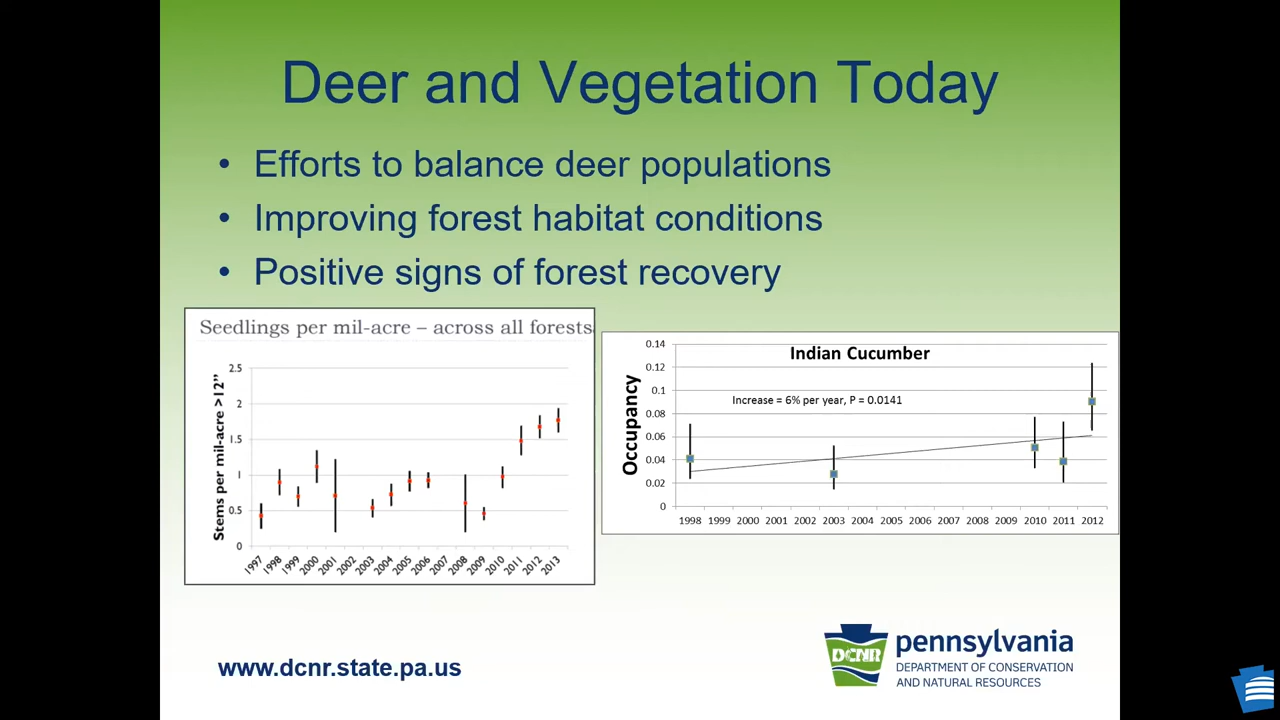 Deer and Vegetation Today
• Efforts to balance deer populations
• Improving forest habitat conditions
• Positive signs of forest recovery
Seedlings per mil-acre – across all forests
Stems per mil-acre >12”
2.5
2
1.5
1
0.5
0
1997 1998 1999 2000 2001 2002 2003 2004 2005 2006 2007 2008 2009 2010 2011 2012 2013
Indian Cucumber
Increase = 6% per year, P = 0.0141
Occupancy
0.14
0.12
0.1
0.08
0.06
0.04
0.02
0
1998 1999 2000 2001 2002 2003 2004 2005 2006 2007 2008 2009 2010 2011 2012
www.dcnr.state.pa.us
DCNR
pennsylvania
DEPARTMENT OF CONSERVATION
AND NATURAL RESOURCES